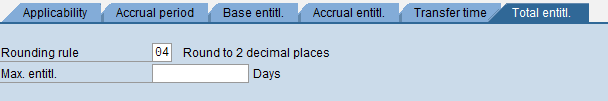 Applicability Accrual period Base entitl. Accrual entitl. Transfer time Total entitl.
Rounding rule 04 Round to 2 decimal places
Max. entitl. Days